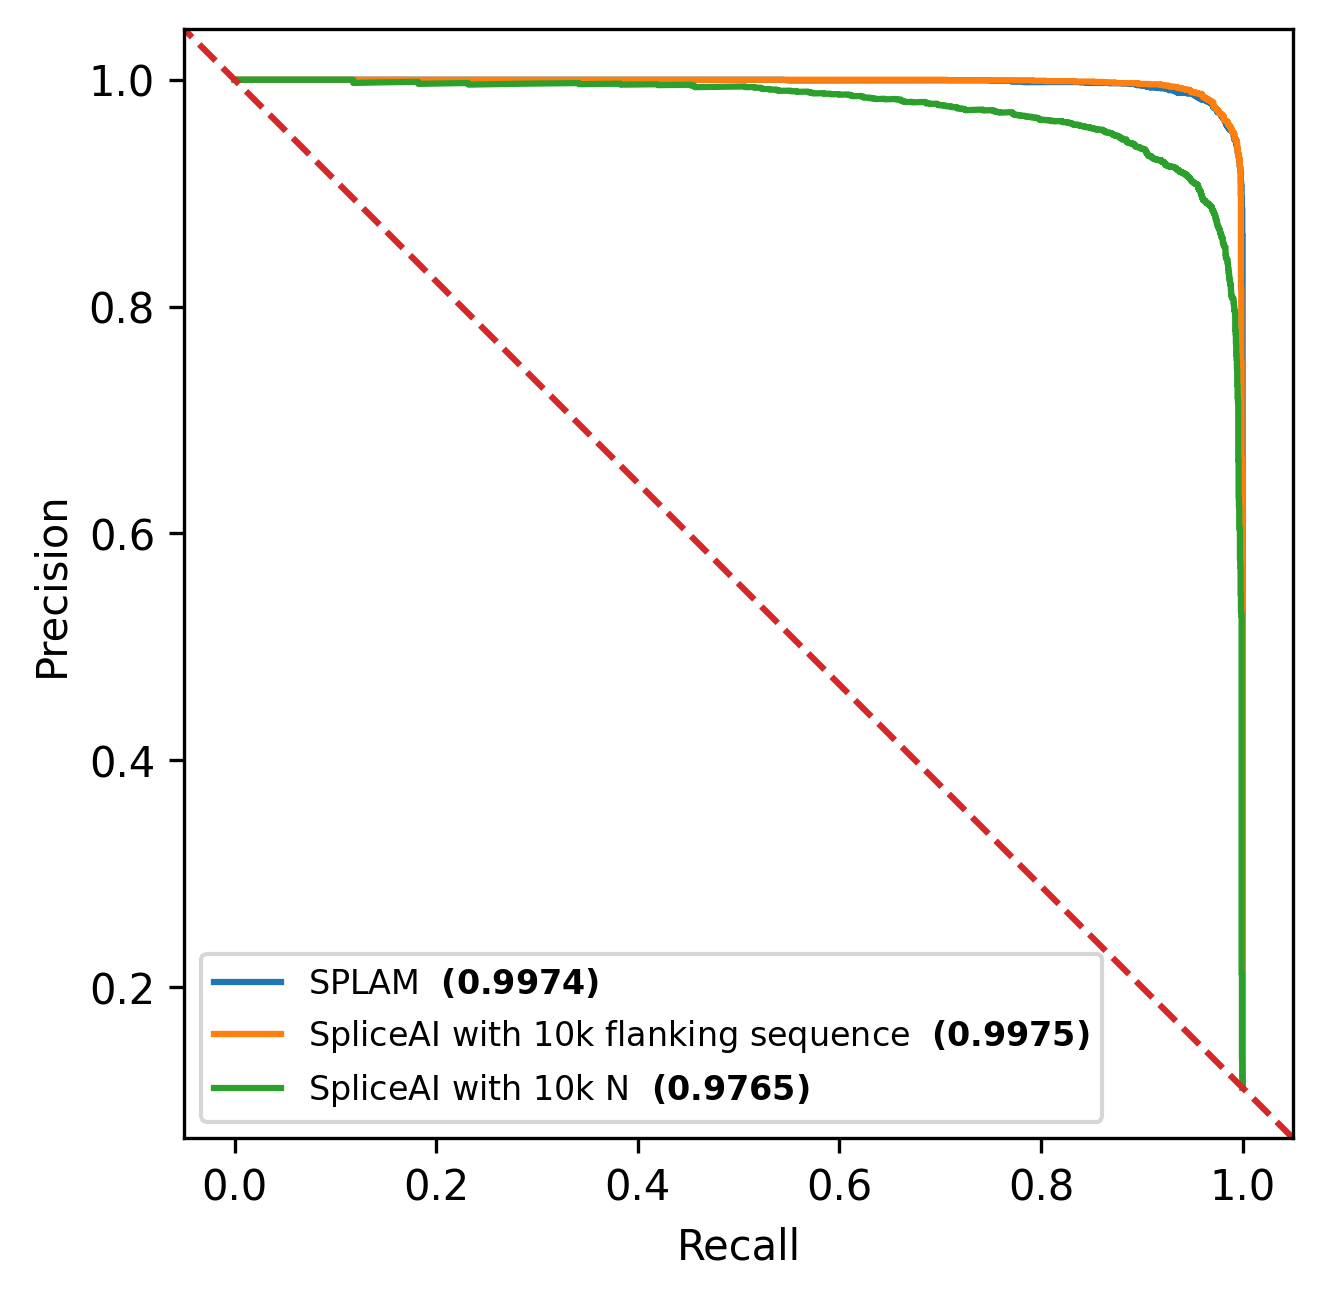 1.0
0.8
0.6
0.4
0.2
Precision
SPLAM (0.9974)
SpliceAI with 10k flanking sequence (0.9975)
SpliceAI with 10k N (0.9765)
0.0 0.2 0.4 0.6 0.8 1.0
Recall